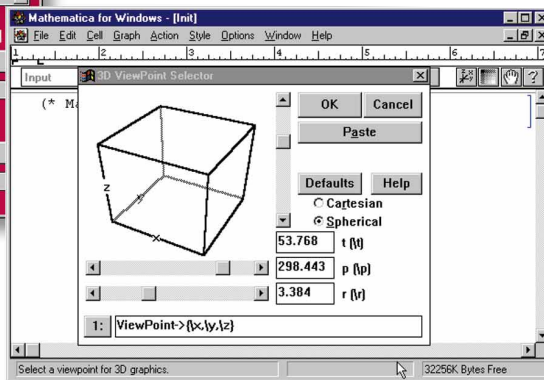 Mathematica for Windows - [Init]
File Edit Cell Graph Action Style Options Window Help
1 2 3 4 5 6 7
Input
3D ViewPoint Selector
(* Ma
z
y
x
OK Cancel
Paste
Defaults Help
Cartesian
Spherical
53.768 t (\t)
298.443 p (\p)
3.384 r (\r)
1: ViewPoint->{\x,\y,\z}
Select a viewpoint for 3D graphics.
32256K Bytes Free